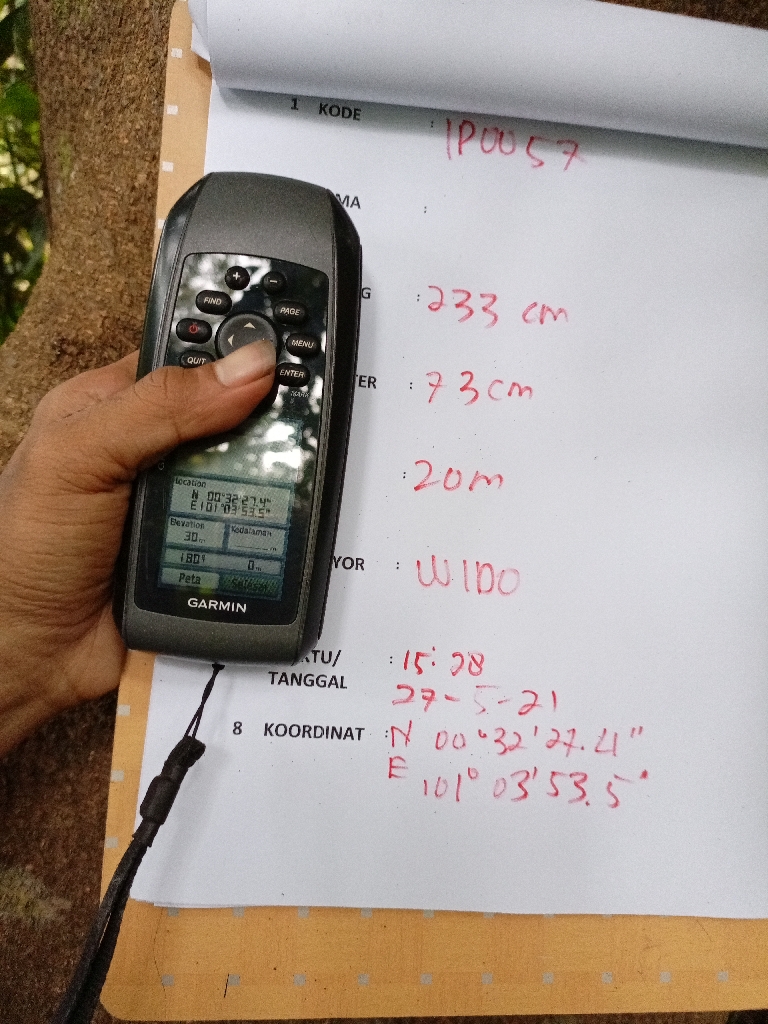 1 KODE : IP0057
MA :
G : 233 cm
TER : 73 cm
: 20 m
YOR : WIDO
KTU/ : 15:28
TANGGAL 27-5-21
8 KOORDINAT : N 00°32'27.4"
E 101° 03'53.5"
+ -
FIND PAGE
MENU
QUIT ENTER
MARK
Location
N 00°32'27.4"
E101°03'53.5"
Elevation Kedalaman
30m
180° 0m
Peta
GARMIN